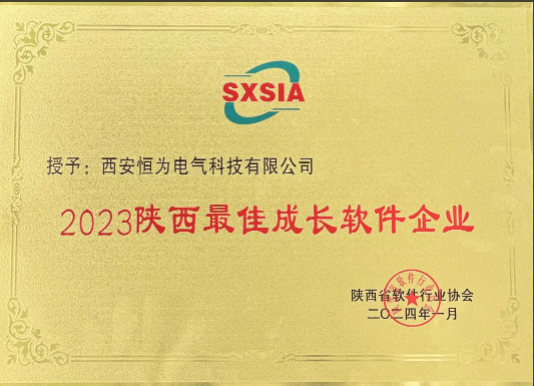 SXSIA
授予：西安恒为电气科技有限公司
2023陕西最佳成长软件企业
陕西省软件行业协会
二〇二四年一月